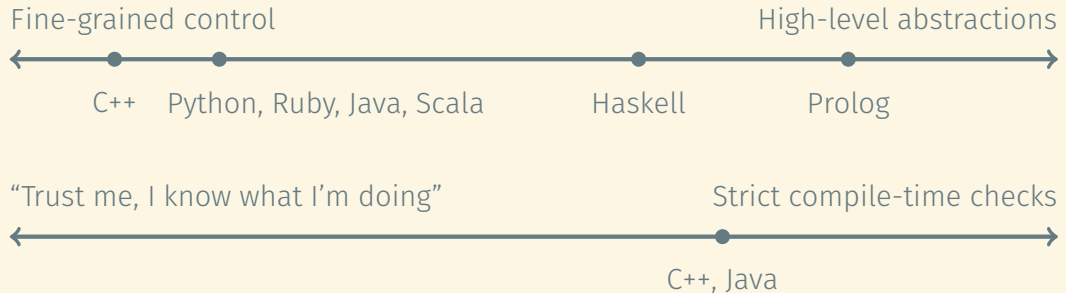 Fine-grained control High-level abstractions
C++ Python, Ruby, Java, Scala Haskell Prolog
“Trust me, I know what I’m doing” Strict compile-time checks
C++, Java